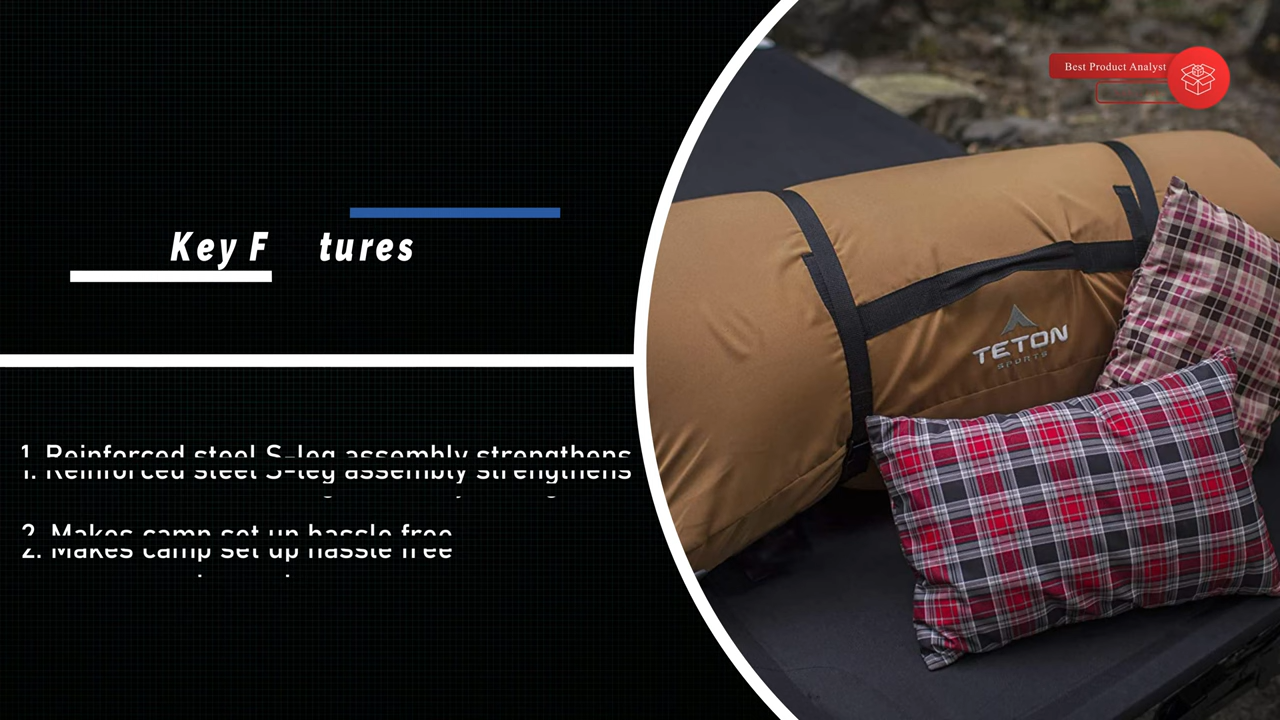 Best Product Analyst
Key F tures
TETON
SPORTS
1. Reinforced steel S-leg assembly strengthens
2. Makes camp set up hassle free